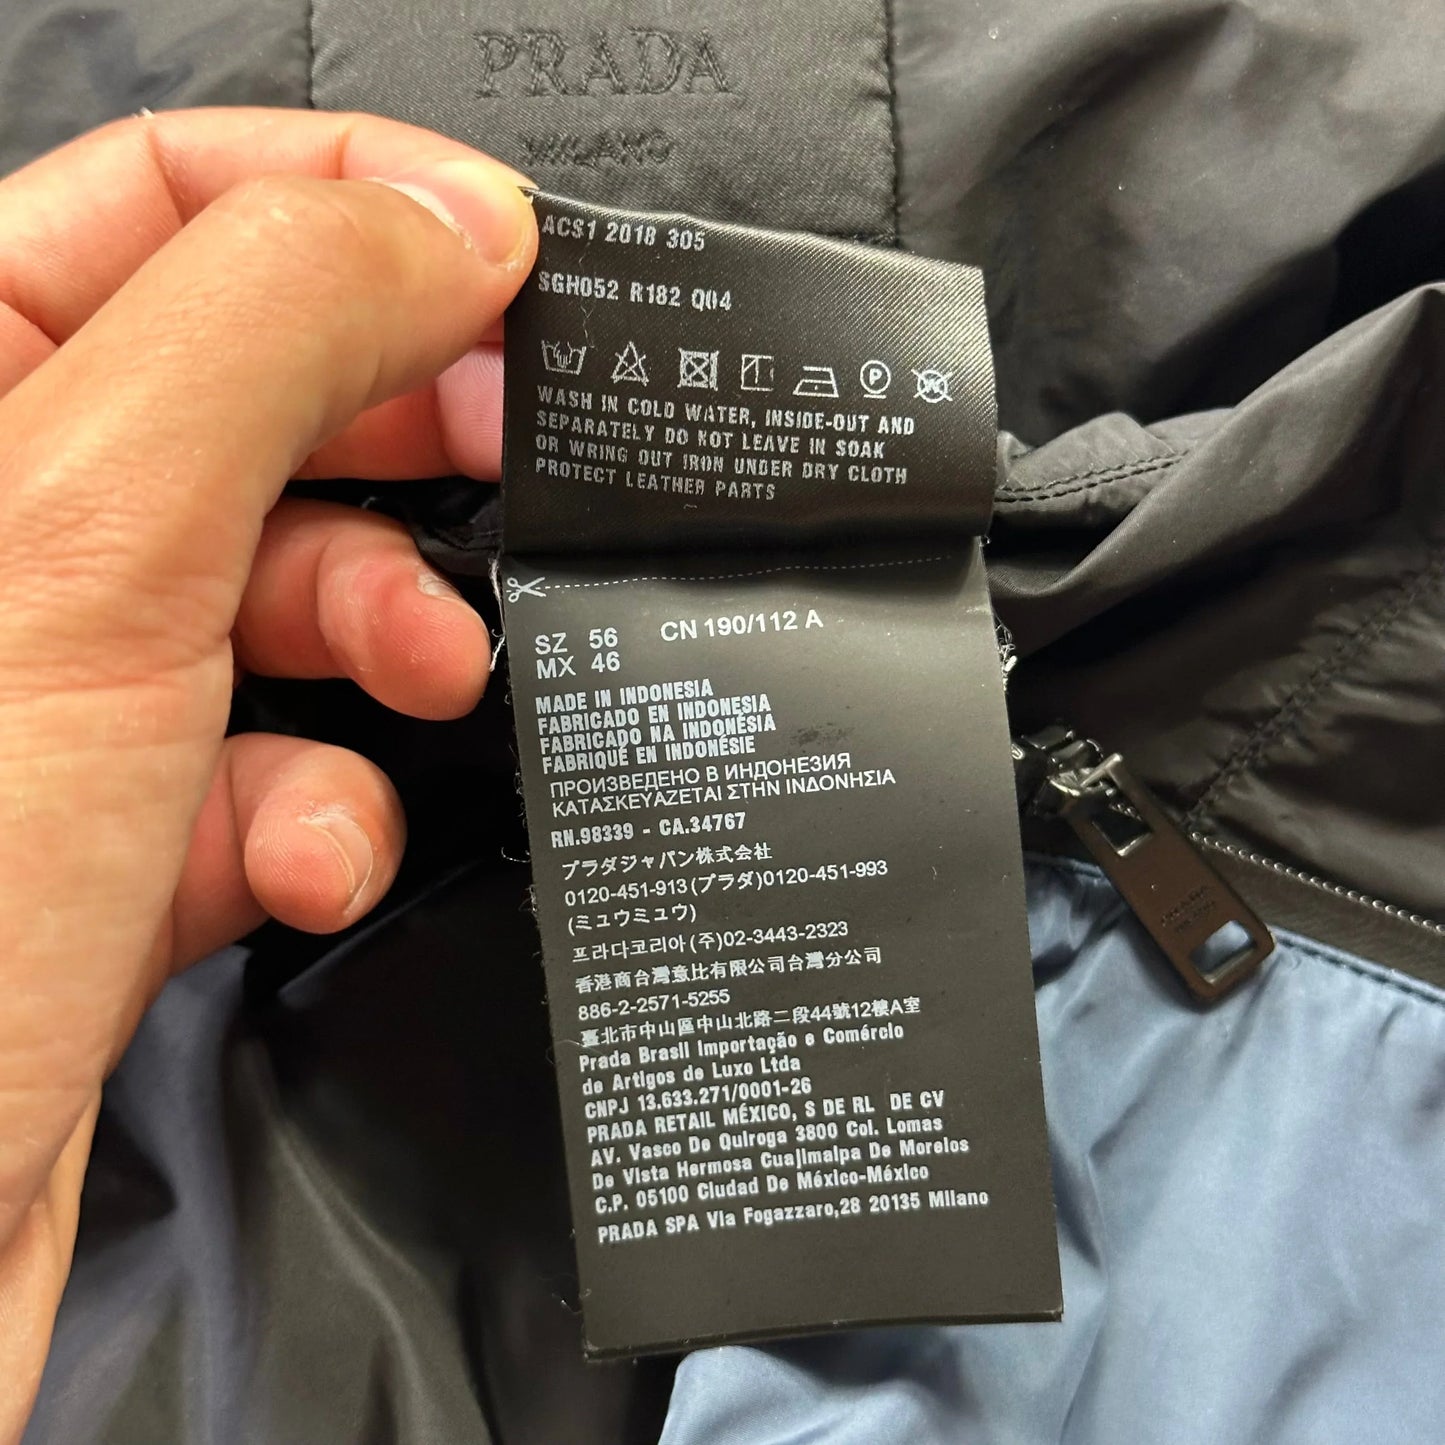 PRADA
MILANO
ACS1 2018 305
SGH052 R182 Q04
P
W
WASH IN COLD WATER, INSIDE-OUT AND
SEPARATELY DO NOT LEAVE IN SOAK
OR WRING OUT IRON UNDER DRY CLOTH
PROTECT LEATHER PARTS
SZ 56 CN 190/112 A
MX 46
MADE IN INDONESIA
FABRICADO EN INDONESIA
FABRICADO NA INDONÉSIA
FABRIQUÉ EN INDONÉSIE
ПРОИЗВЕДЕНО В ИНДОНЕЗИЯ
ΚΑΤΑΣΚΕΥΑΖΕΤΑΙ ΣΤΗΝ ΙΝΔΟΝΗΣΙΑ
RN.98339 - CA.34767
プラダジャパン株式会社
0120-451-913(プラダ)0120-451-993
(ミュウミュウ)
프라다코리아(주)02-3443-2323
香港商台灣意比有限公司台灣分公司
886-2-2571-5255
臺北市中山區中山北路二段44號12樓A室
Prada Brasil Importação e Comércio
de Artigos de Luxo Ltda
CNPJ 13.633.271/0001-26
PRADA RETAIL MÉXICO, S DE RL DE CV
AV. Vasco De Quiroga 3800 Col. Lomas
De Vista Hermosa Cuajimalpa De Morelos
C.P. 05100 Ciudad De México-México
PRADA SPA Via Fogazzaro,28 20135 Milano
PRADA
MILANO